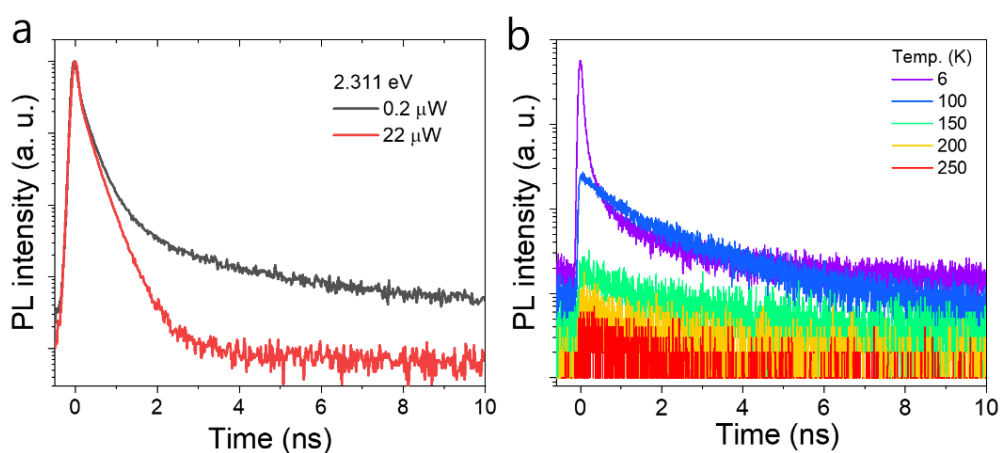 a
2.311 eV
0.2 μW
22 μW
PL intensity (a. u.)
0 2 4 6 8 10
Time (ns)
b
Temp. (K)
6
100
150
200
250
PL intensity (a. u.)
0 2 4 6 8 10
Time (ns)